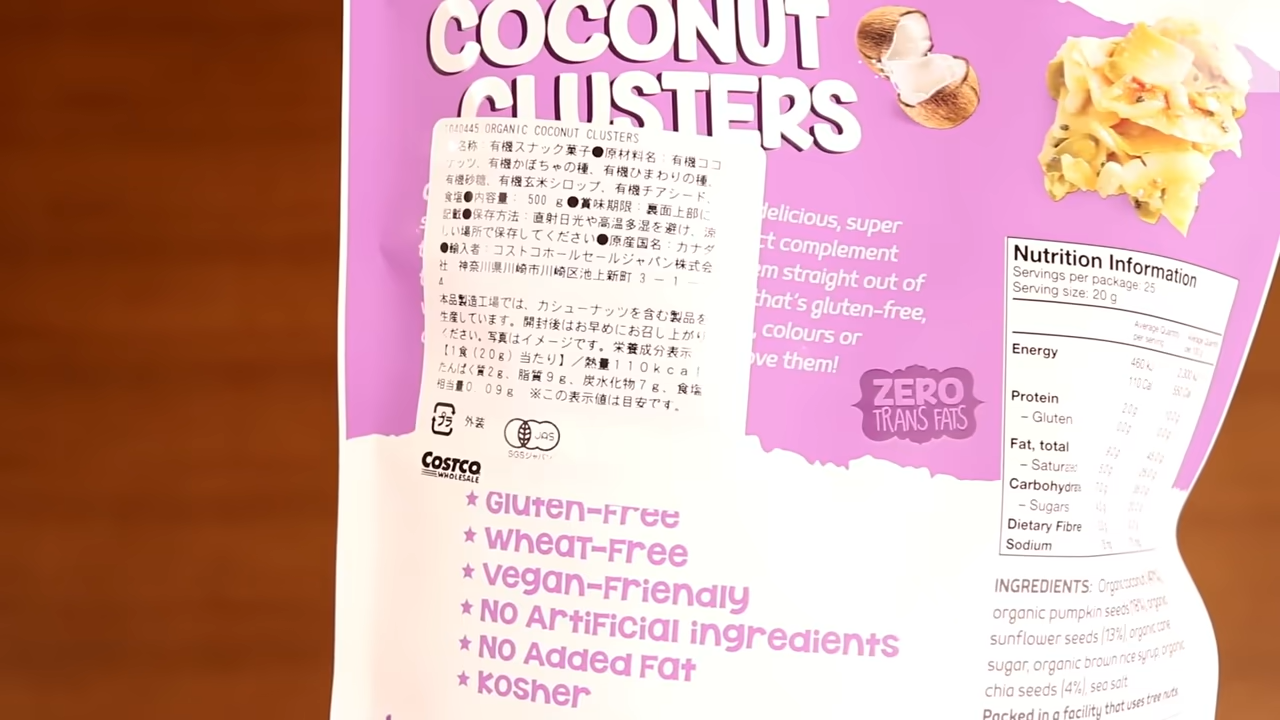 COCONUT
CLUSTERS
ORGANIC COCONUT CLUSTERS
名称：有機スナック菓子●原材料名：有機ココ
ナッツ、有機かぼちゃの種、有機ひまわりの種、
有機砂糖、有機玄米シロップ、有機チアシード、
食塩●内容量：500g●賞味期限：裏面上部に
記載●保存方法：直射日光や高温多湿を避け、涼
しい場所で保存してください●原産国名：カナダ
●輸入者：コストコホールセールジャパン株式会
社 神奈川県川崎市川崎区池上新町3－1－
4
本品製造工場では、カシューナッツを含む製品を
生産しています。開封後はお早めにお召し上がり
ください。写真はイメージです。栄養成分表示
【1食(20g)当たり】／熱量110kcal
たんぱく質2g、脂質9g、炭水化物7g、食塩
相当量0.09g ※この表示値は目安です。
プラ 外装
JAS
SGSジャパン
COSTCO
WHOLESALE
delicious, super
complement
straight out of
that's gluten-free,
, colours or
them!
ZERO
TRANS FATS
★ Gluten-Free
★ Wheat-Free
★ Vegan-Friendly
★ No Artificial Ingredients
★ No Added Fat
★ Kosher
Nutrition Information
Servings per package: 25
Serving size: 20 g
Average Quantity
per serving
Energy
Protein
– Gluten
Fat, total
– Saturated
Carbohydrate
– Sugars
Dietary Fibre
Sodium
INGREDIENTS: Organic coconut
organic pumpkin seeds organic
sunflower seeds (13%), organic cane
sugar, organic brown rice syrup, organic
chia seeds (4%), sea salt.
Packed in a facility that uses tree nuts